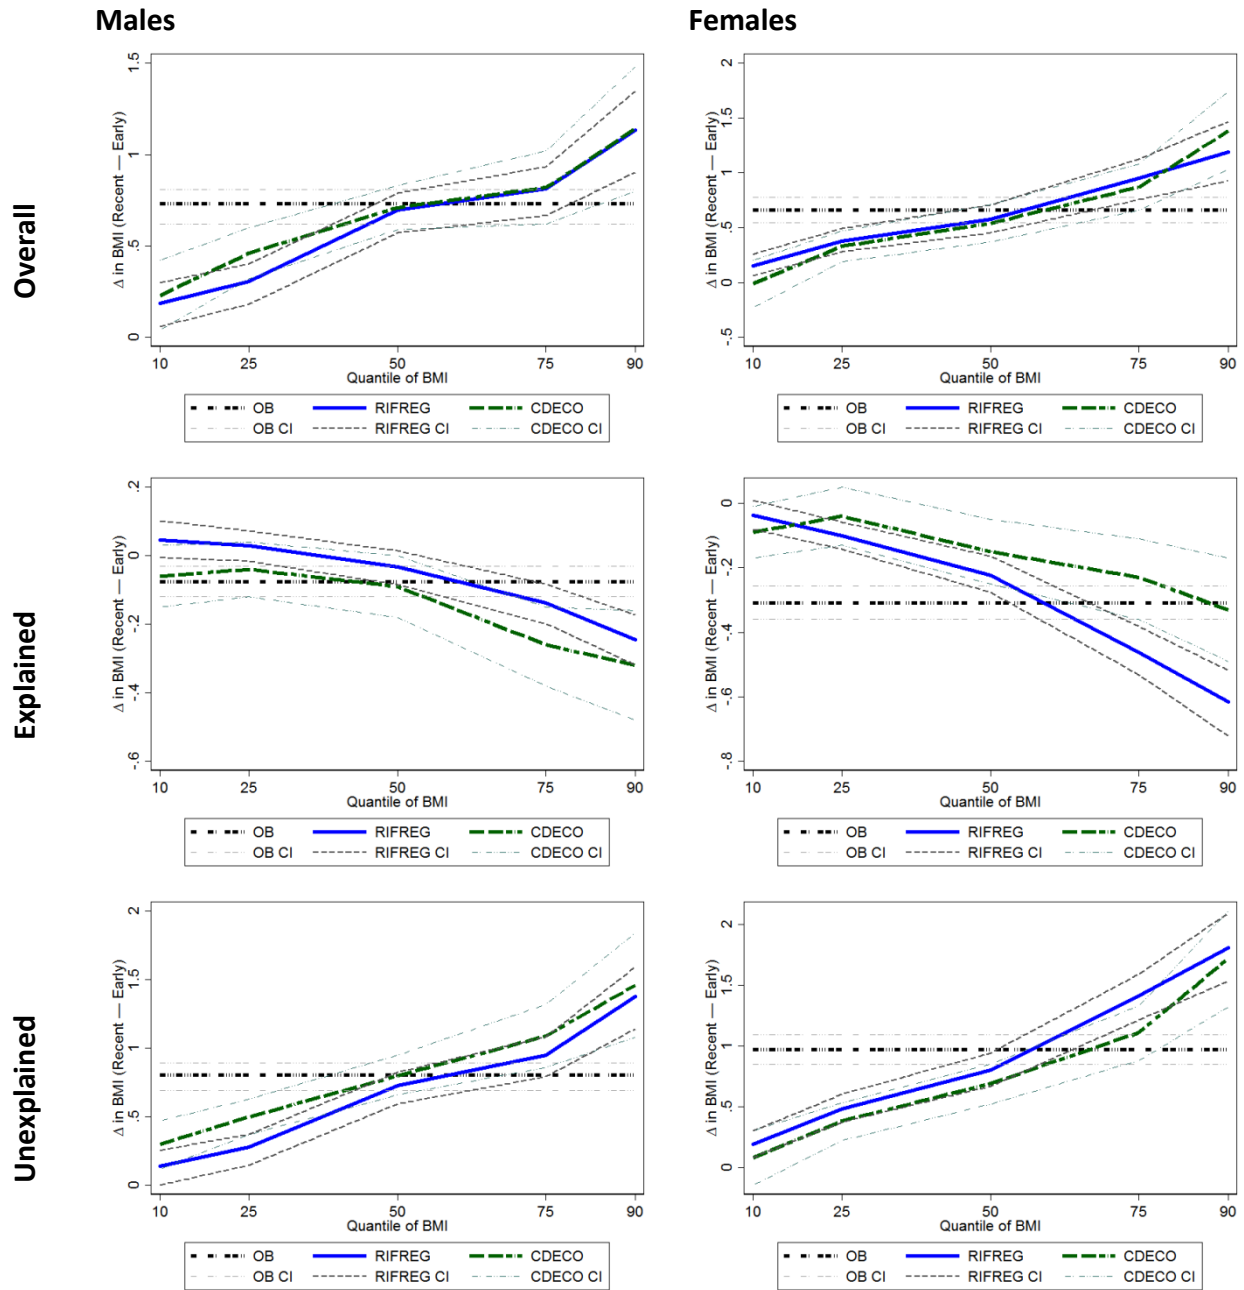 Males
Females
Overall
Δ in BMI (Recent — Early)
0 .5 1 1.5
10 25 50 75 90
Quantile of BMI
OB RIFREG CDECO
OB CI RIFREG CI CDECO CI
Δ in BMI (Recent — Early)
-.5 0 .5 1 1.5 2
10 25 50 75 90
Quantile of BMI
OB RIFREG CDECO
OB CI RIFREG CI CDECO CI
Explained
Δ in BMI (Recent — Early)
-.6 -.4 -.2 0 .2
10 25 50 75 90
Quantile of BMI
OB RIFREG CDECO
OB CI RIFREG CI CDECO CI
Δ in BMI (Recent — Early)
-.8 -.6 -.4 -.2 0
10 25 50 75 90
Quantile of BMI
OB RIFREG CDECO
OB CI RIFREG CI CDECO CI
Unexplained
Δ in BMI (Recent — Early)
0 .5 1 1.5 2
10 25 50 75 90
Quantile of BMI
OB RIFREG CDECO
OB CI RIFREG CI CDECO CI
Δ in BMI (Recent — Early)
0 .5 1 1.5 2
10 25 50 75 90
Quantile of BMI
OB RIFREG CDECO
OB CI RIFREG CI CDECO CI